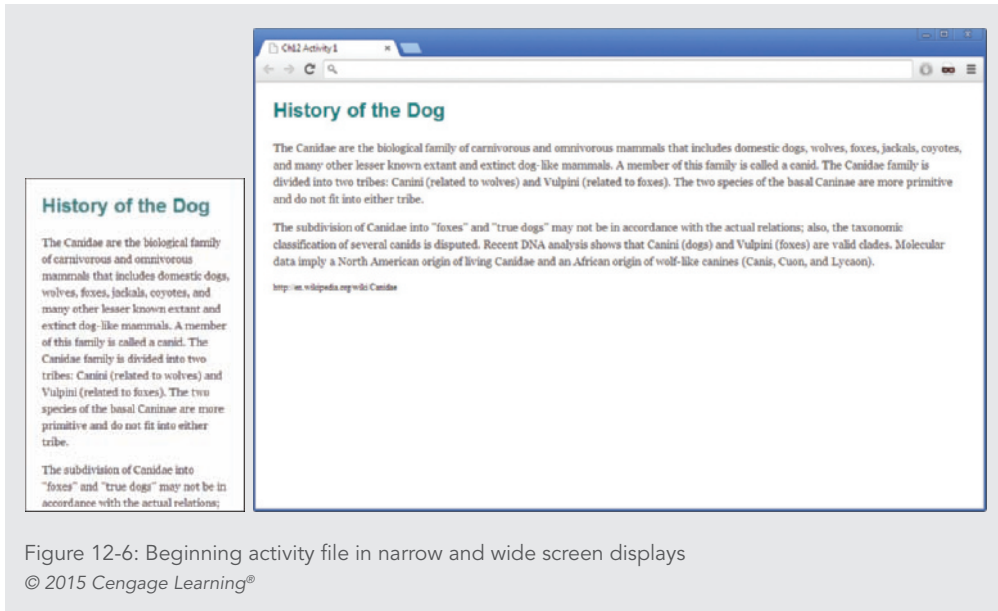 History of the Dog
The Canidae are the biological family
of carnivorous and omnivorous
mammals that includes domestic dogs,
wolves, foxes, jackals, coyotes, and
many other lesser known extant and
extinct dog-like mammals. A member
of this family is called a canid. The
Canidae family is divided into two
tribes: Canini (related to wolves) and
Vulpini (related to foxes). The two
species of the basal Caninae are more
primitive and do not fit into either
tribe.
The subdivision of Canidae into
"foxes" and "true dogs" may not be in
accordance with the actual relations;
Ch12 Activity 1
History of the Dog
The Canidae are the biological family of carnivorous and omnivorous mammals that includes domestic dogs, wolves, foxes, jackals, coyotes,
and many other lesser known extant and extinct dog-like mammals. A member of this family is called a canid. The Canidae family is
divided into two tribes: Canini (related to wolves) and Vulpini (related to foxes). The two species of the basal Caninae are more primitive
and do not fit into either tribe.
The subdivision of Canidae into "foxes" and "true dogs" may not be in accordance with the actual relations; also, the taxonomic
classification of several canids is disputed. Recent DNA analysis shows that Canini (dogs) and Vulpini (foxes) are valid clades. Molecular
data imply a North American origin of living Canidae and an African origin of wolf-like canines (Canis, Cuon, and Lycaon).
http://en.wikipedia.org/wiki/Canidae
Figure 12-6: Beginning activity file in narrow and wide screen displays
© 2015 Cengage Learning®